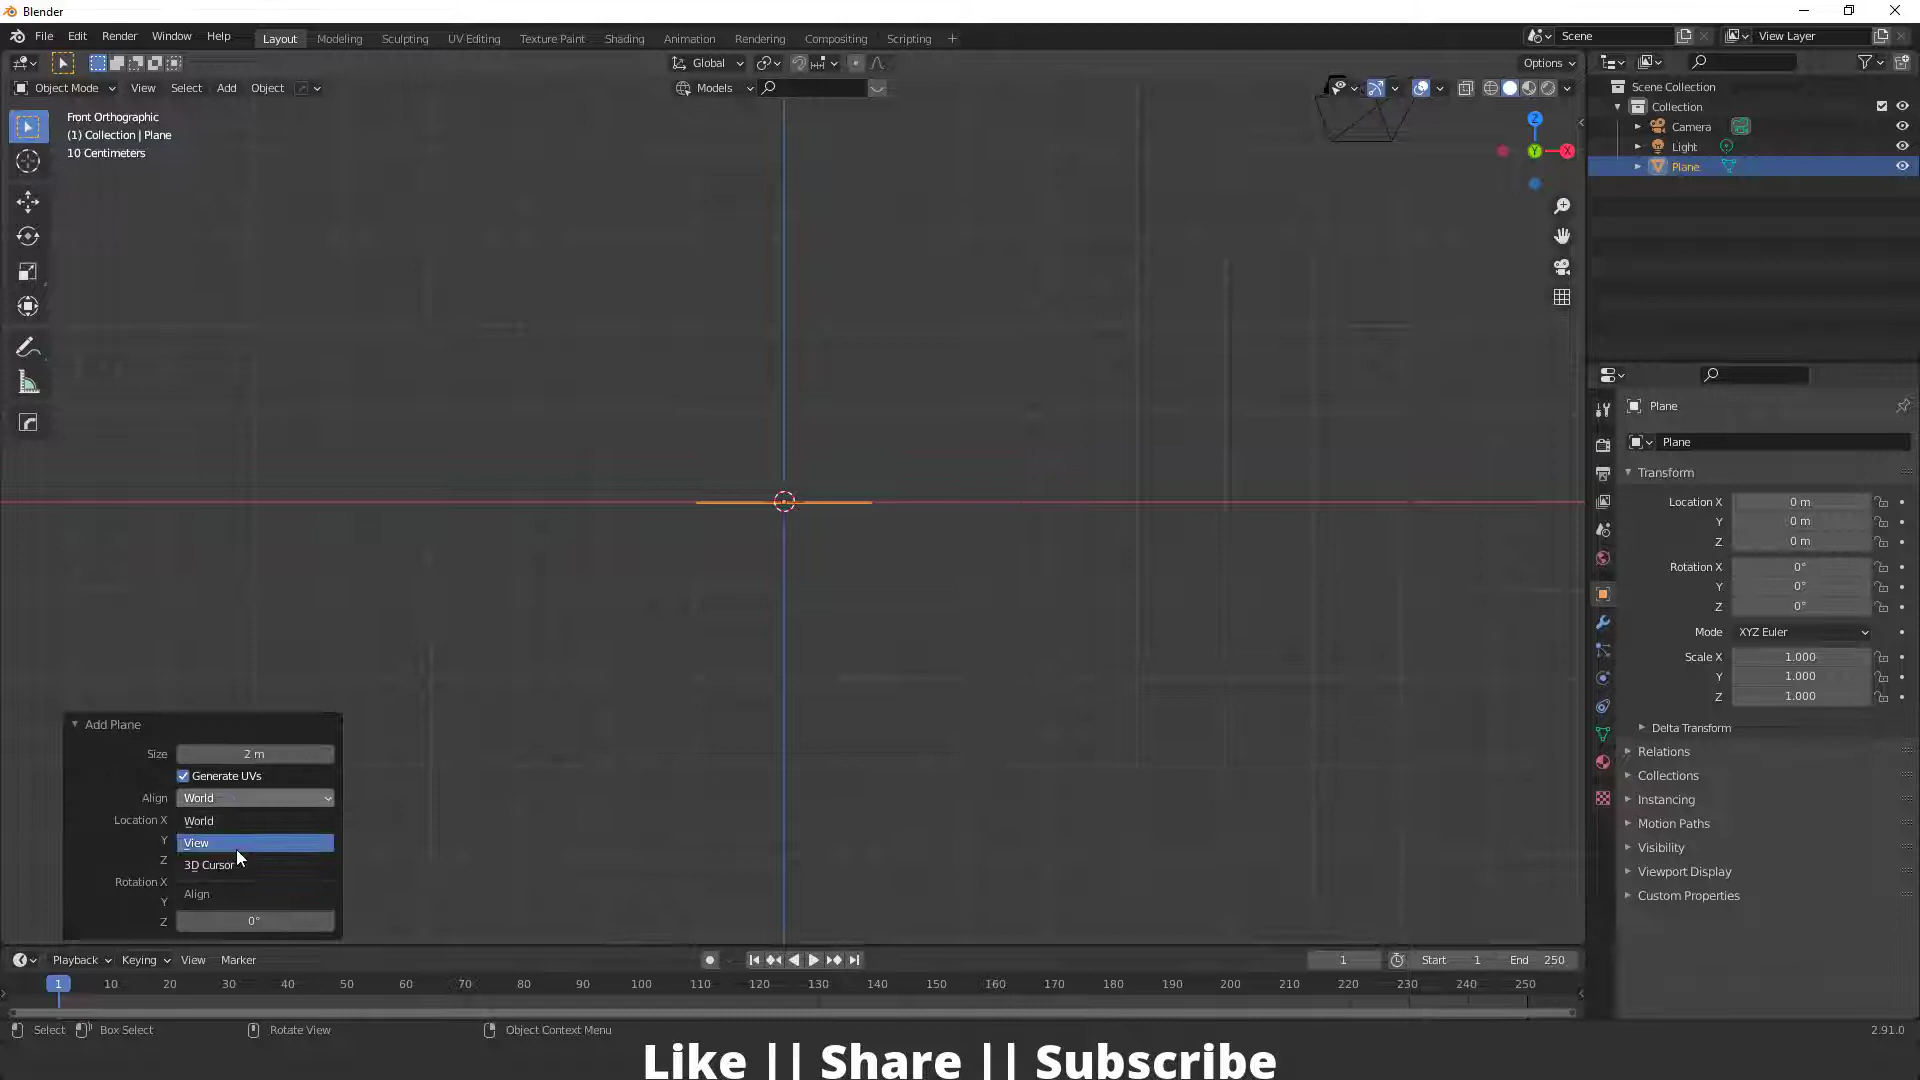 Blender
File Edit Render Window Help
Layout Modeling Sculpting UV Editing Texture Paint Shading Animation Rendering Compositing Scripting
Scene
View Layer
Global
Options
Object Mode View Select Add Object
Models
Front Orthographic
(1) Collection | Plane
10 Centimeters
Z
Y
X
Scene Collection
Collection
Camera
Light
Plane
Plane
Plane
Transform
Location X 0 m
Y 0 m
Z 0 m
Rotation X 0°
Y 0°
Z 0°
Mode XYZ Euler
Scale X 1.000
Y 1.000
Z 1.000
Delta Transform
Relations
Collections
Instancing
Motion Paths
Visibility
Viewport Display
Custom Properties
Add Plane
Size 2 m
Generate UVs
Align World
Location X World
Y View
Z 3D Cursor
Rotation X
Align
Y
Z 0°
Playback Keying View Marker
1
Start 1
End 250
1 10 20 30 40 50 60 70 80 90 100 110 120 130 140 150 160 170 180 190 200 210 220 230 240 250
Select Box Select Rotate View Object Context Menu
2.91.0
Like || Share || Subscribe